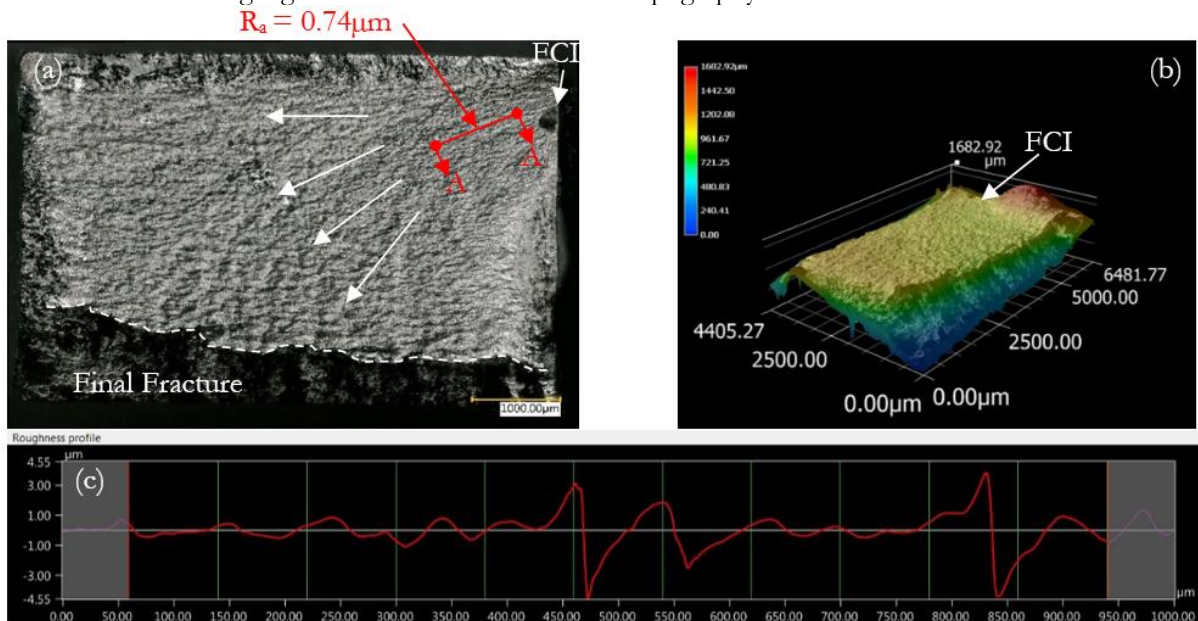 Rₐ = 0.74μm
FCI
(a)
A
A
Final Fracture
1000.00μm
(b)
1682.92μm
1442.50
1202.08
961.67
721.25
480.83
240.41
0.00
1682.92
μm
FCI
6481.77
5000.00
2500.00
0.00μm
4405.27
2500.00
0.00μm
Roughness profile
(c)
μm
4.55
3.00
1.00
-1.00
-3.00
-4.55
0.00 50.00 100.00 150.00 200.00 250.00 300.00 350.00 400.00 450.00 500.00 550.00 600.00 650.00 700.00 750.00 800.00 850.00 900.00 950.00 1000.00
μm